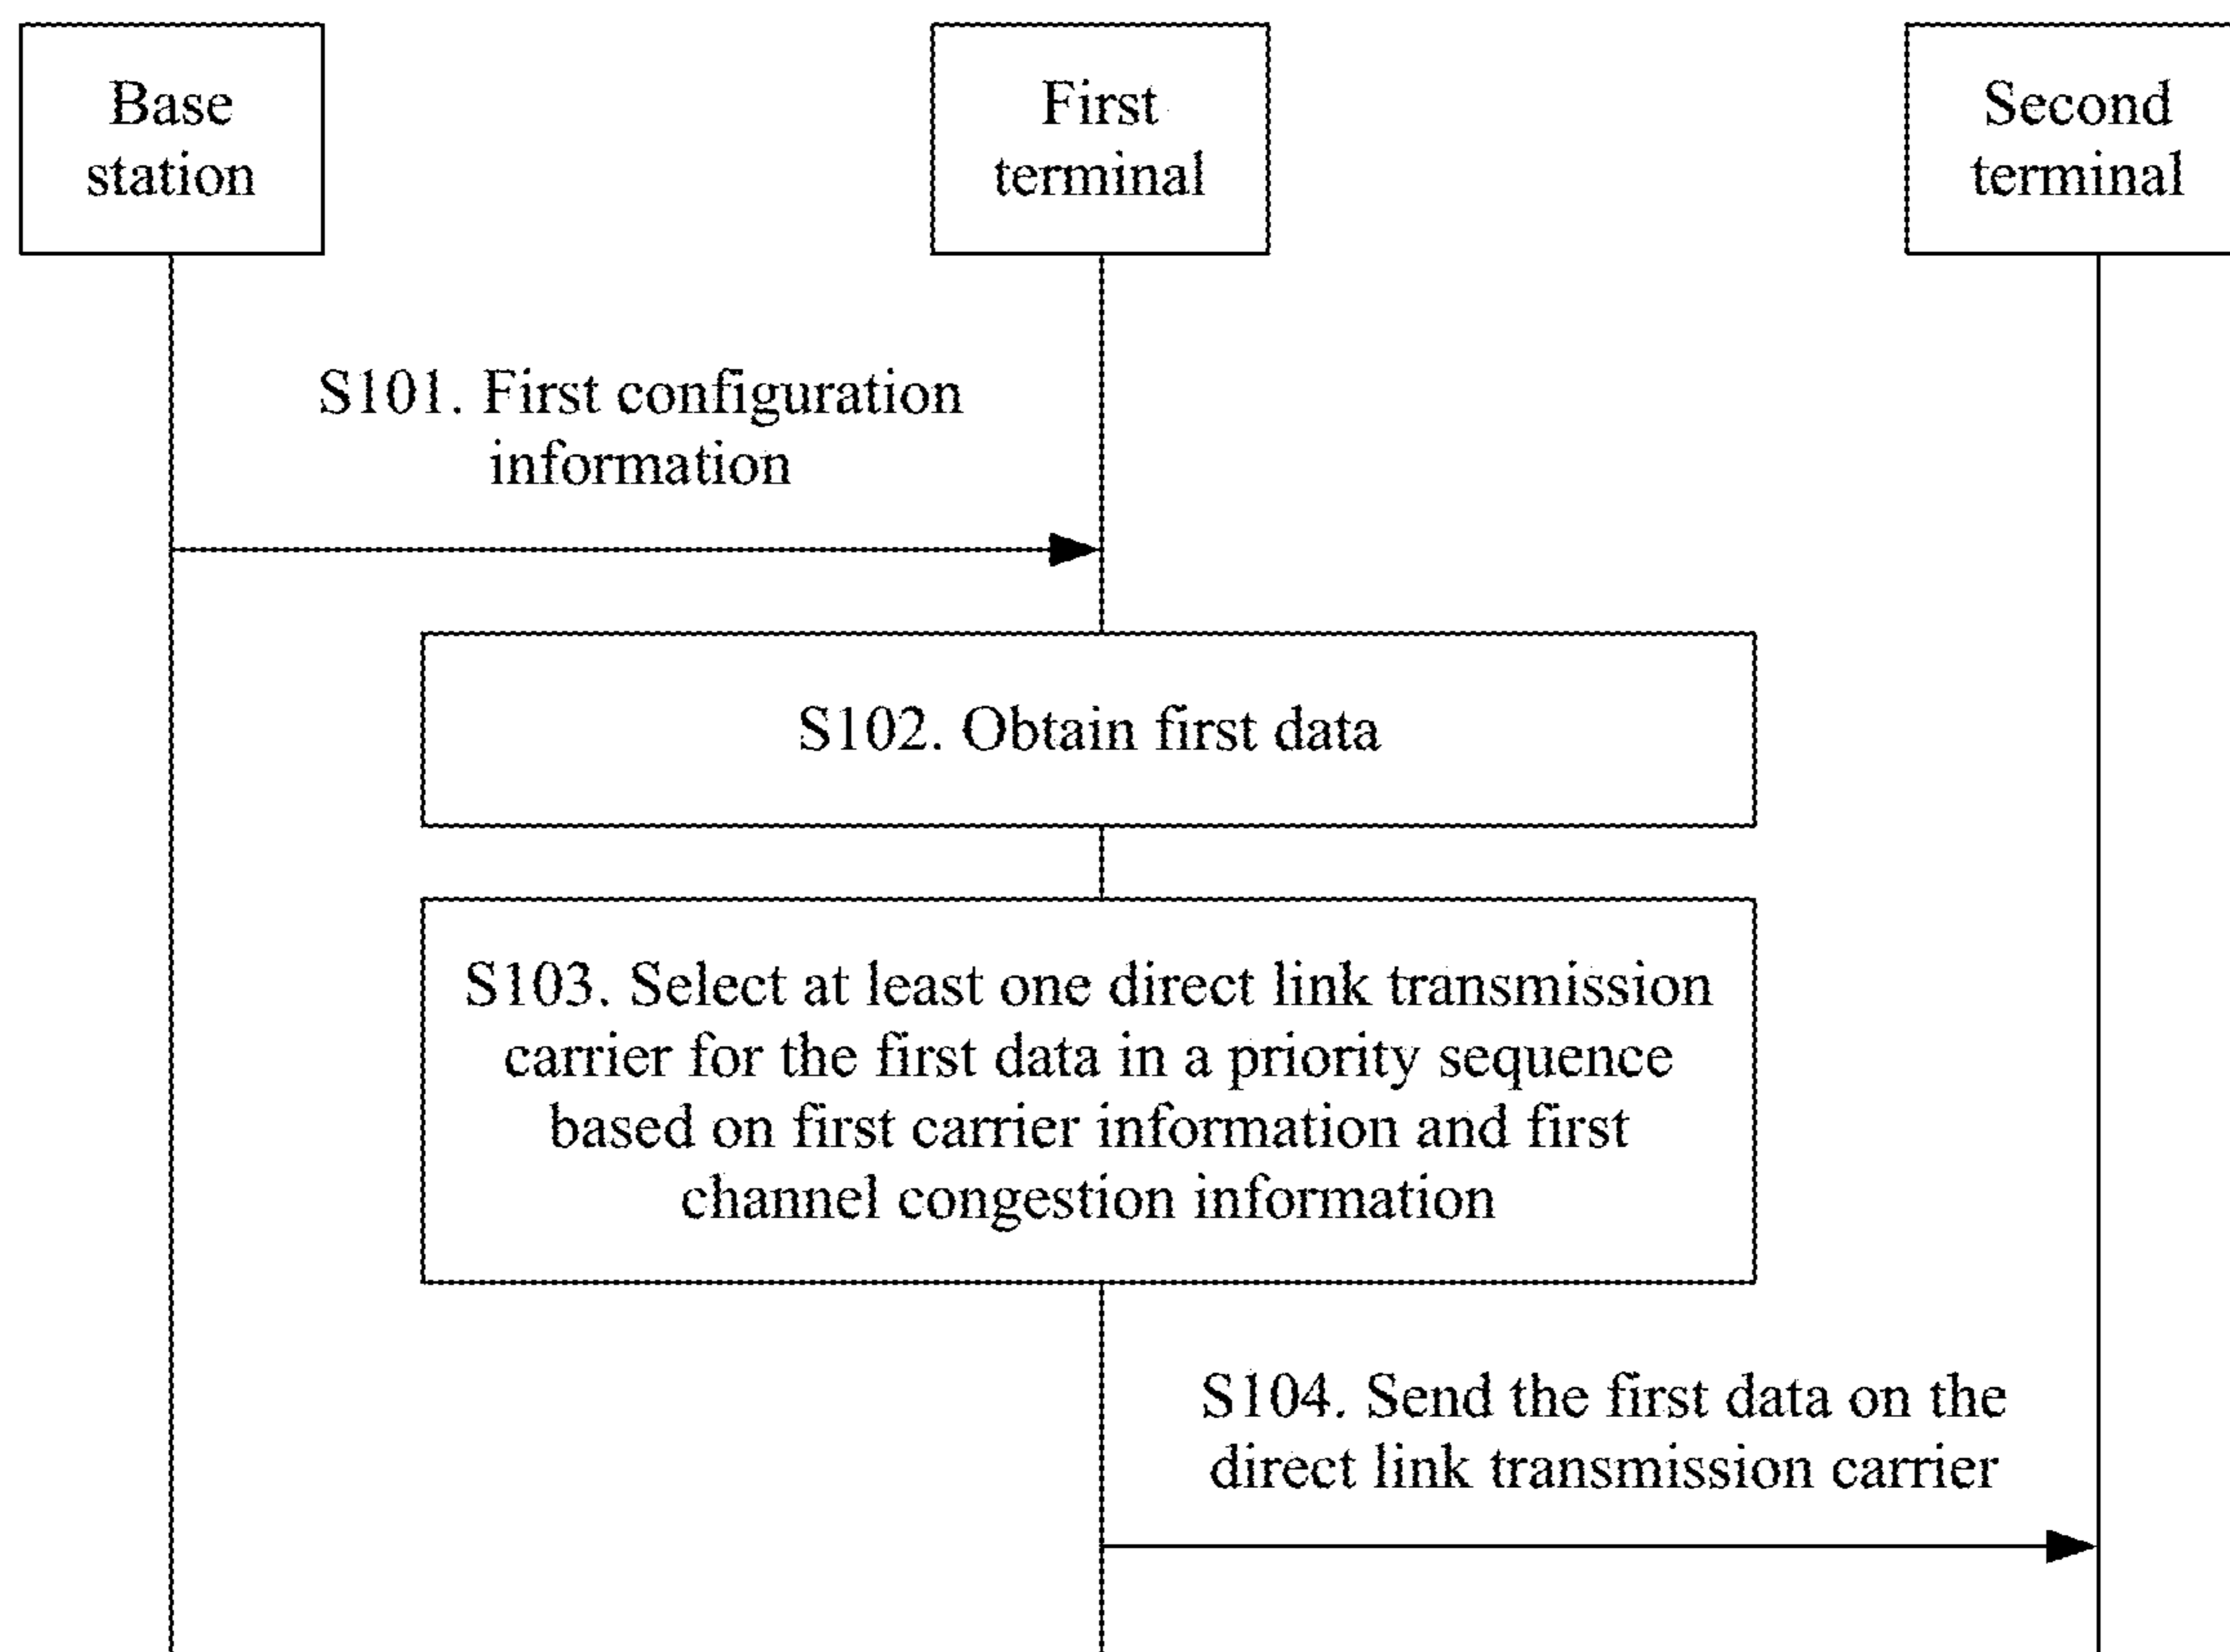 Base
station
First
terminal
Second
terminal
S101. First configuration
information
S102. Obtain first data
S103. Select at least one direct link transmission
carrier for the first data in a priority sequence
based on first carrier information and first
channel congestion information
S104. Send the first data on the
direct link transmission carrier